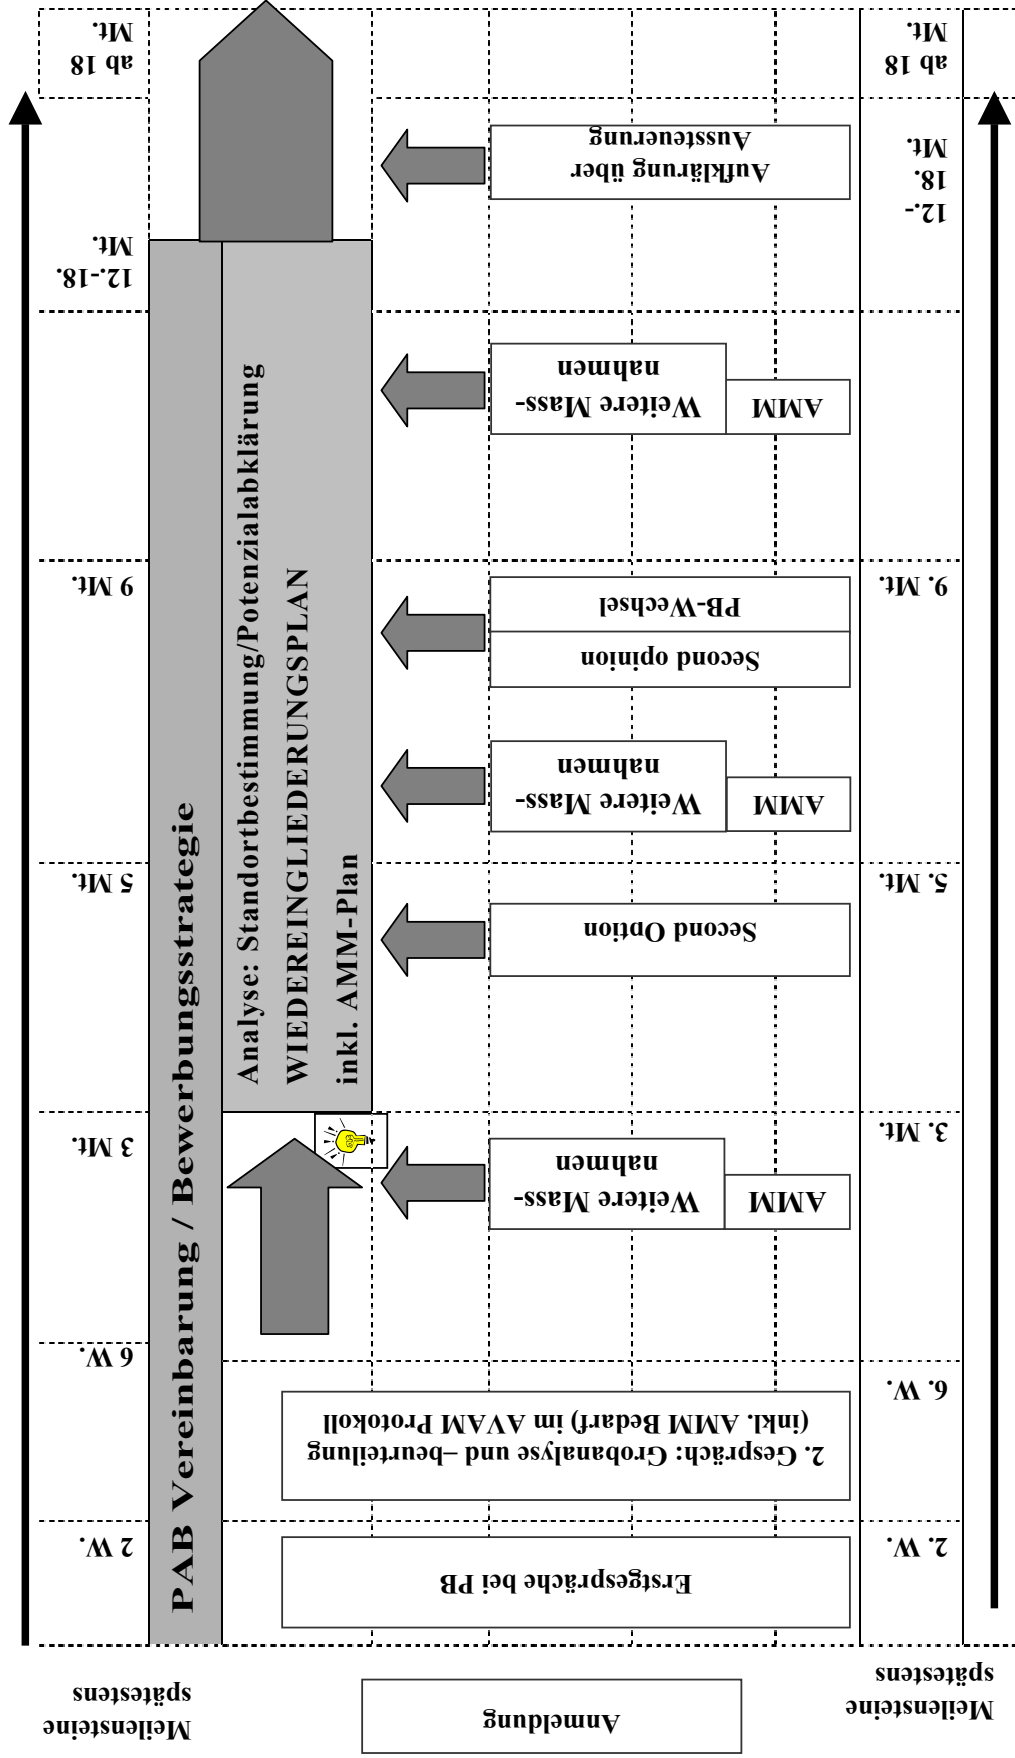 Meilensteine
spätestens
Anmeldung
Meilensteine
spätestens
2. W.
Erstgespräche bei PB
2 W.
6. W.
2. Gespräch: Grobanalyse und –beurteilung
(inkl. AMM Bedarf) im AVAM Protokoll
6 W.
3. Mt.
AMM
Weitere Mass-
nahmen
3 Mt.
5. Mt.
Second Option
5 Mt.
AMM
Weitere Mass-
nahmen
9. Mt.
Second opinion
PB-Wechsel
9 Mt.
AMM
Weitere Mass-
nahmen
12.-
18.
Mt.
Aufklärung über
Aussteuerung
12.-18.
Mt.
ab 18
Mt.
ab 18
Mt.
PAB Vereinbarung / Bewerbungsstrategie
Analyse: Standortbestimmung/Potenzialabklärung
WIEDEREINGLIEDERUNGSPLAN
inkl. AMM-Plan